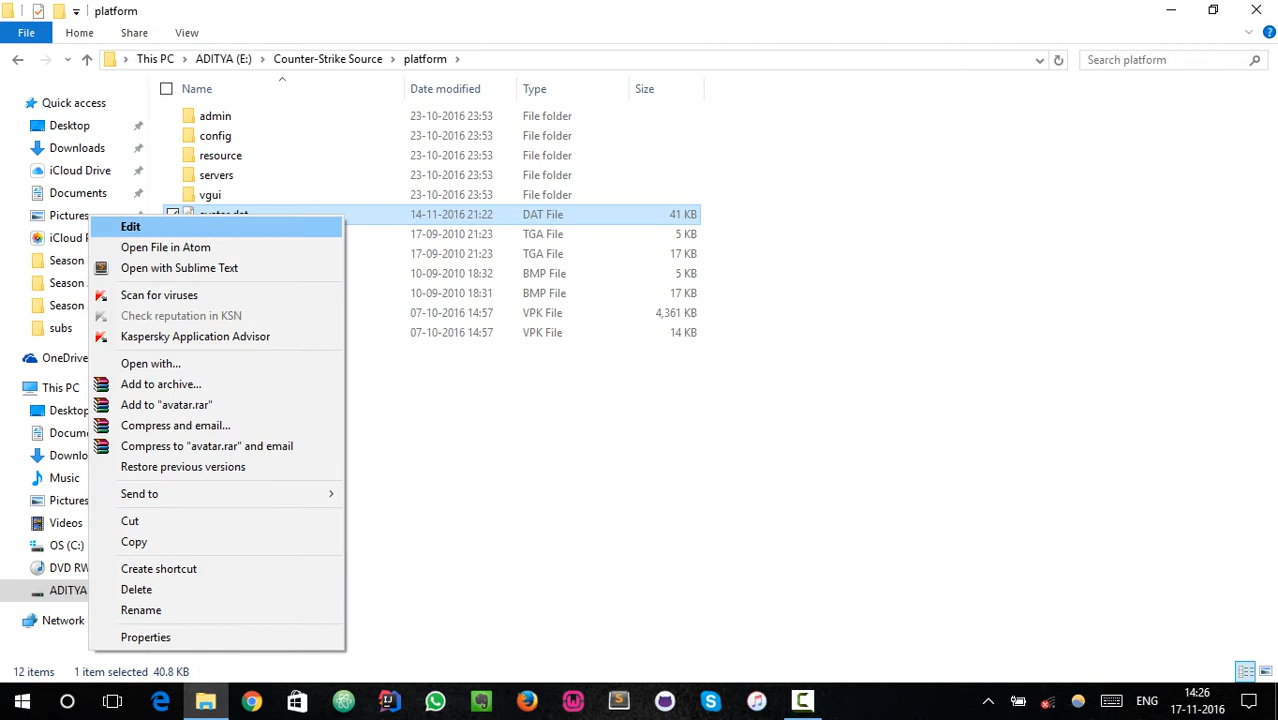 platform
File Home Share View
This PC ADITYA (E:) Counter-Strike Source platform
Search platform
Name Date modified Type Size
Quick access
Desktop
Downloads
iCloud Drive
Documents
Pictures
iCloud
Season
Season
Season
subs
OneDrive
This PC
Desktop
Music
Pictures
Videos
OS (C:)
DVD RW
ADITYA
Network
admin 23-10-2016 23:53 File folder
config 23-10-2016 23:53 File folder
resource 23-10-2016 23:53 File folder
servers 23-10-2016 23:53 File folder
vgui 23-10-2016 23:53 File folder
avatar.dat 14-11-2016 21:22 DAT File 41 KB
17-09-2010 21:23 TGA File 5 KB
17-09-2010 21:23 TGA File 17 KB
10-09-2010 18:32 BMP File 5 KB
10-09-2010 18:31 BMP File 17 KB
07-10-2016 14:57 VPK File 4,361 KB
07-10-2016 14:57 VPK File 14 KB
Edit
Open File in Atom
Open with Sublime Text
Scan for viruses
Check reputation in KSN
Kaspersky Application Advisor
Open with...
Add to archive...
Add to "avatar.rar"
Compress and email...
Compress to "avatar.rar" and email
Restore previous versions
Send to
Cut
Copy
Create shortcut
Delete
Rename
Properties
12 items 1 item selected 40.8 KB
ENG
14:26
17-11-2016